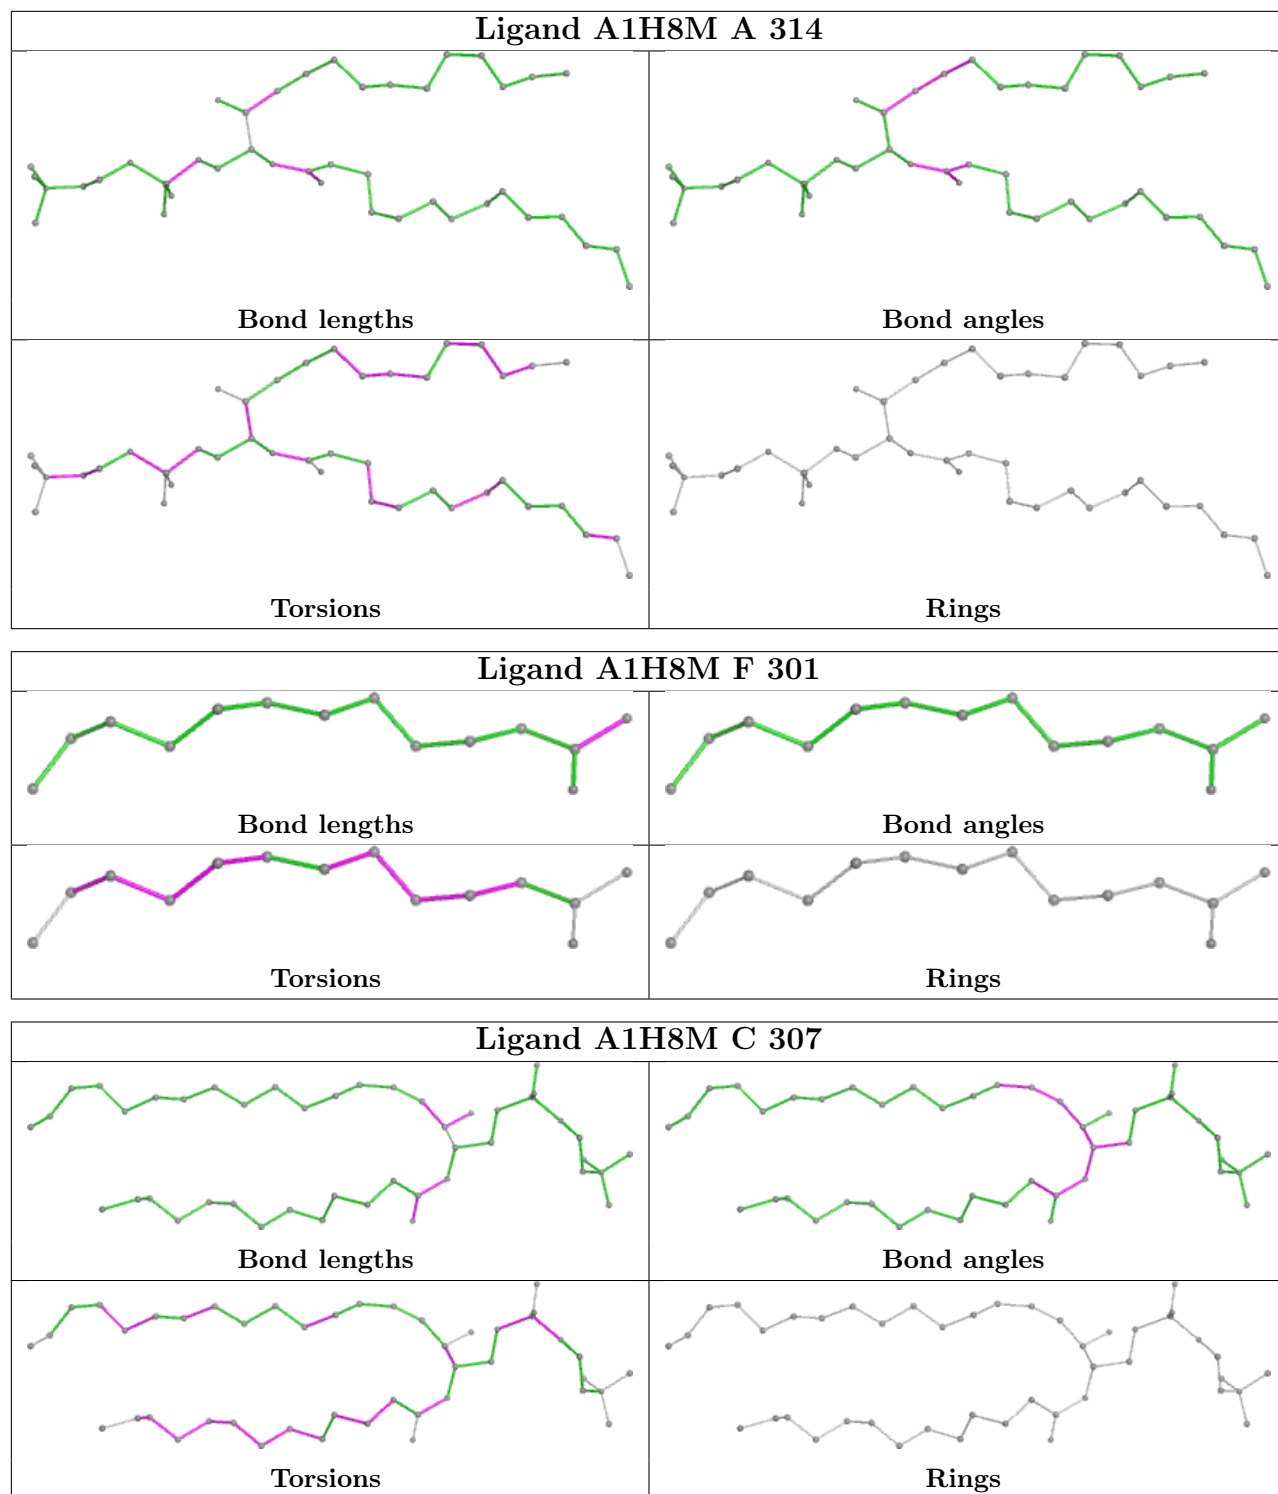 Ligand A1H8M A 314
Bond lengths
Bond angles
Torsions
Rings
Ligand A1H8M F 301
Bond lengths
Bond angles
Torsions
Rings
Ligand A1H8M C 307
Bond lengths
Bond angles
Torsions
Rings